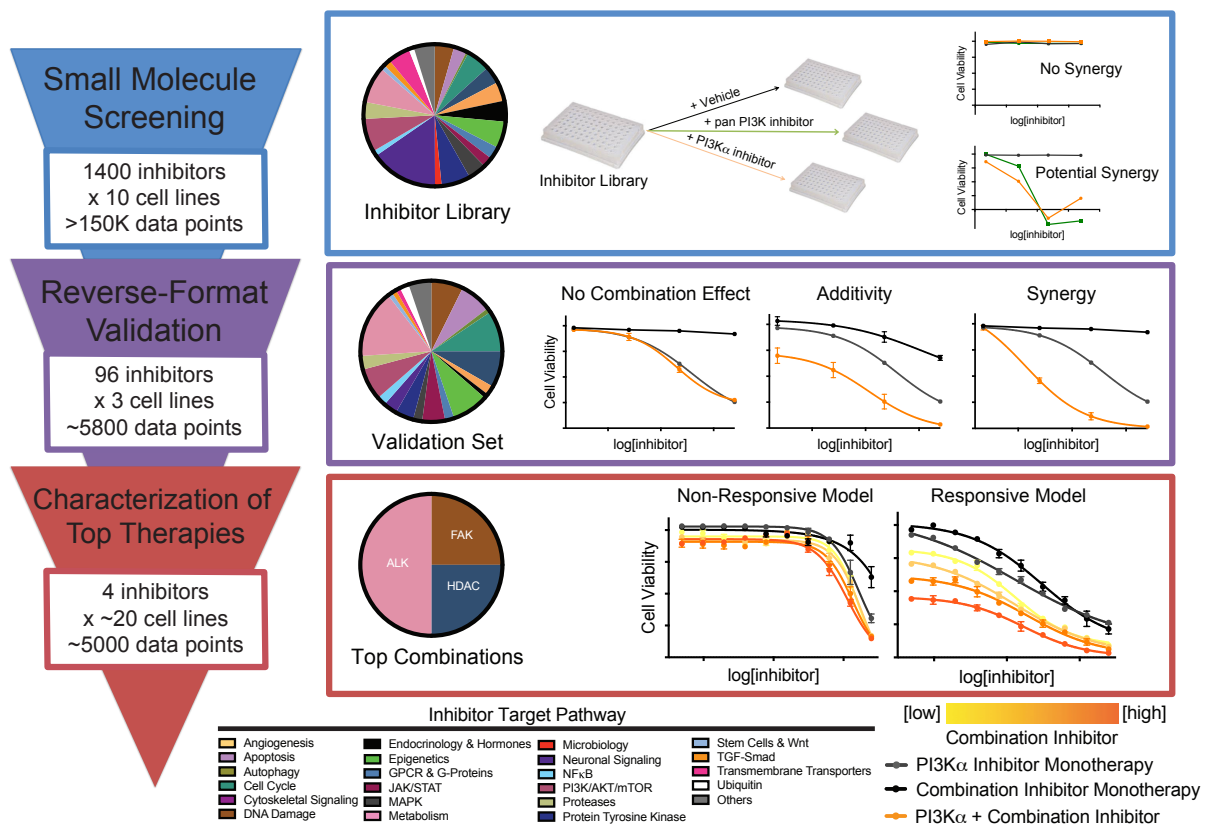 Small Molecule
Screening
1400 inhibitors
x 10 cell lines
>150K data points
Inhibitor Library
Inhibitor Library
+ Vehicle
+ pan PI3K inhibitor
+ PI3Kα inhibitor
Cell Viability
No Synergy
log[inhibitor]
Cell Viability
Potential Synergy
log[inhibitor]
Reverse-Format
Validation
96 inhibitors
x 3 cell lines
~5800 data points
Validation Set
No Combination Effect
Additivity
Synergy
Cell Viability
log[inhibitor]
log[inhibitor]
log[inhibitor]
Characterization of
Top Therapies
4 inhibitors
x ~20 cell lines
~5000 data points
ALK
FAK
HDAC
Top Combinations
Non-Responsive Model
Responsive Model
Cell Viability
log[inhibitor]
log[inhibitor]
Inhibitor Target Pathway
Angiogenesis
Apoptosis
Autophagy
Cell Cycle
Cytoskeletal Signaling
DNA Damage
Endocrinology & Hormones
Epigenetics
GPCR & G-Proteins
JAK/STAT
MAPK
Metabolism
Microbiology
Neuronal Signaling
NFκB
PI3K/AKT/mTOR
Proteases
Protein Tyrosine Kinase
Stem Cells & Wnt
TGF-Smad
Transmembrane Transporters
Ubiquitin
Others
[low]
[high]
Combination Inhibitor
PI3Kα Inhibitor Monotherapy
Combination Inhibitor Monotherapy
PI3Kα + Combination Inhibitor